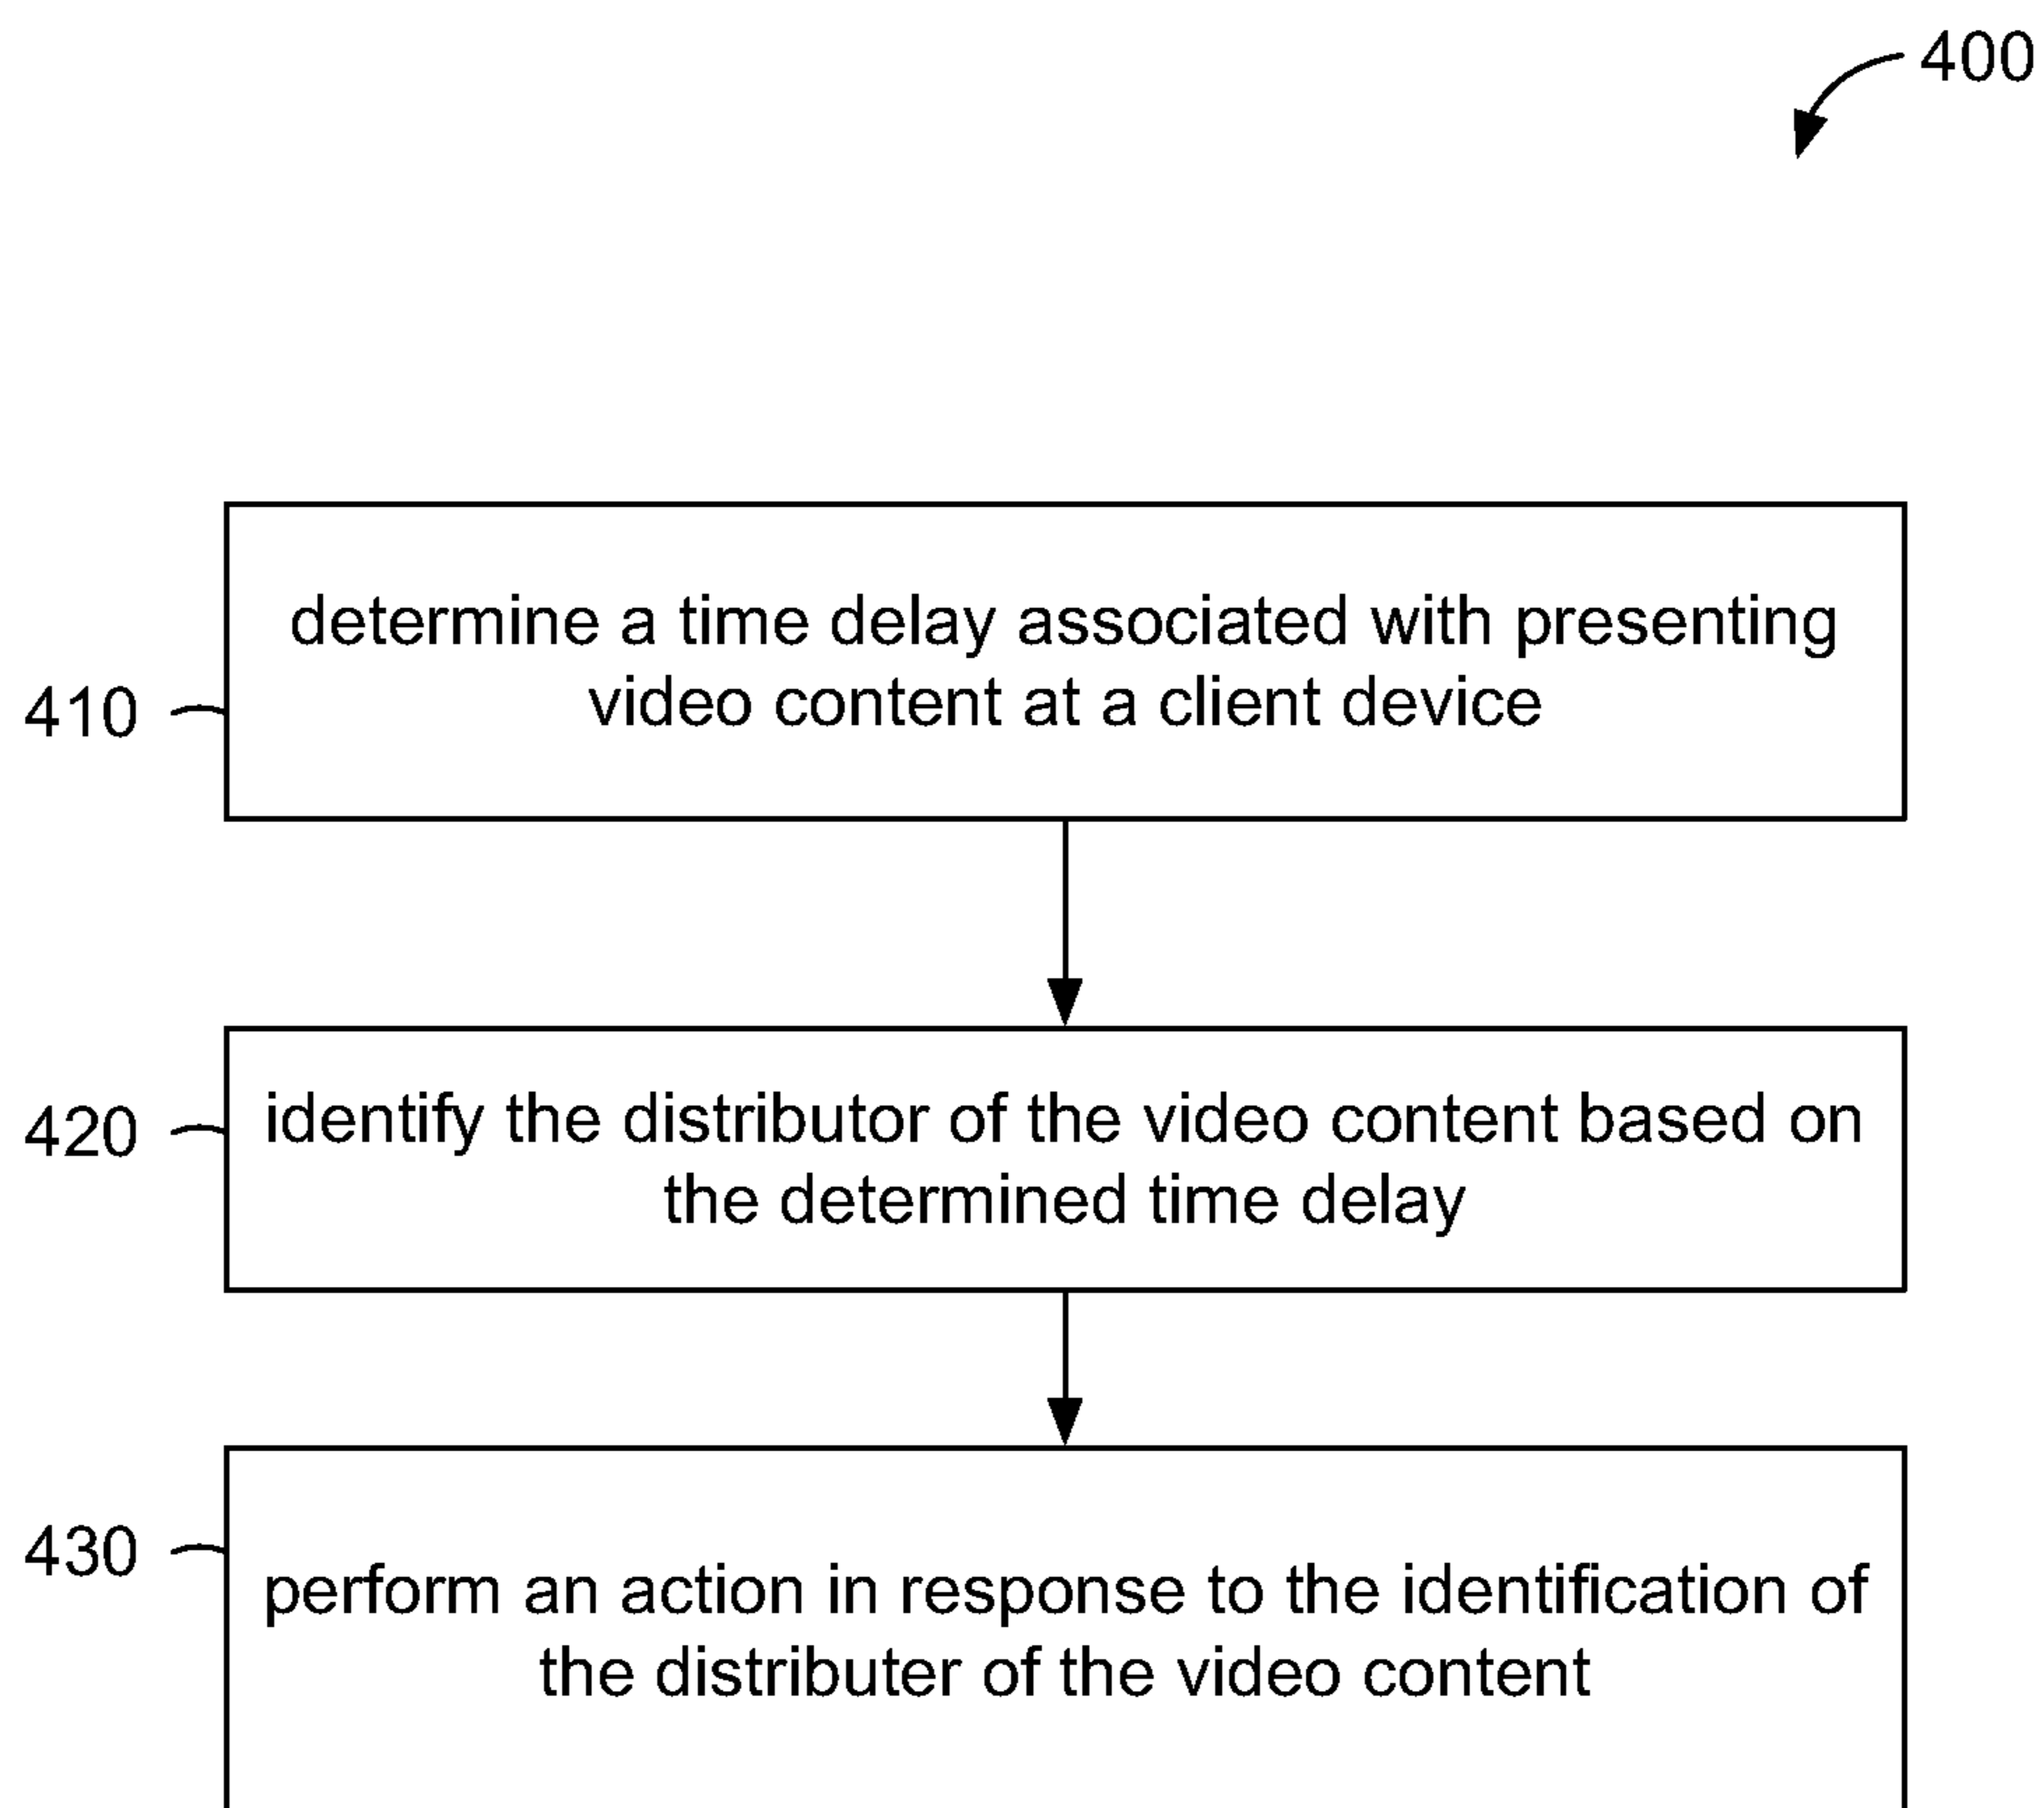 400
determine a time delay associated with presenting
video content at a client device
410
identify the distributor of the video content based on
the determined time delay
420
430
perform an action in response to the identification of
the distributer of the video content